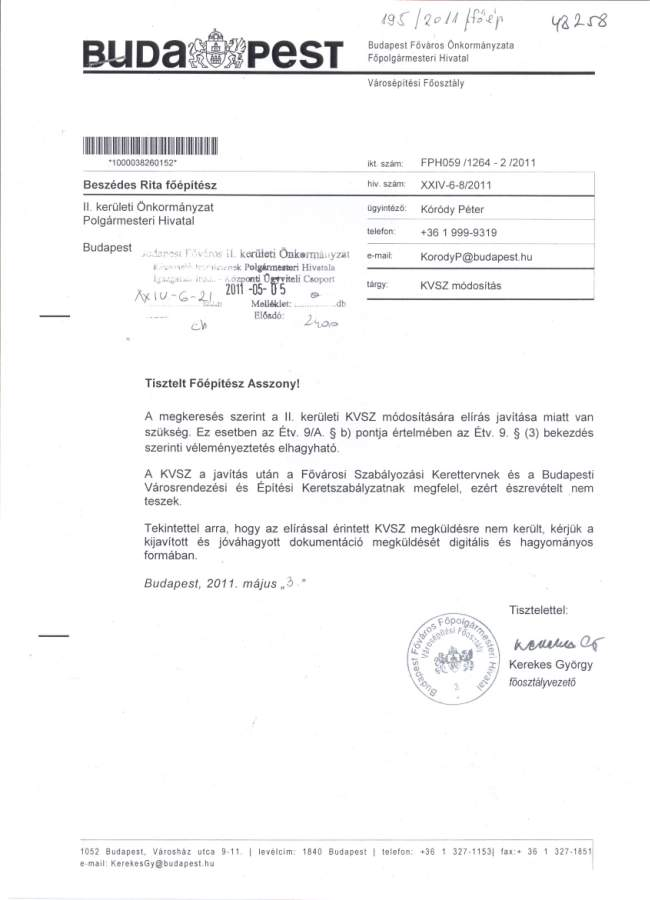 195/2011/főép
48258
BUDAPEST
Budapest Főváros Önkormányzata
Főpolgármesteri Hivatal
Városépítési Főosztály
*1000038260152*
ikt. szám: FPH059 /1264 - 2 /2011
Beszédes Rita főépítész
hiv. szám: XXIV-6-8/2011
II. kerületi Önkormányzat
Polgármesteri Hivatal
ügyintéző: Kóródy Péter
telefon: +36 1 999-9319
Budapest
e-mail: KorodyP@budapest.hu
tárgy: KVSZ módosítás
Budapest Főváros II. kerületi Önkormányzat
Polgármesteri Hivatala
Központi Ügyviteli Csoport
XXIV-6-21
2011 -05- 05
Melléklet: ............db
Előadó:
Tisztelt Főépítész Asszony!
A megkeresés szerint a II. kerületi KVSZ módosítására elírás javítása miatt van
szükség. Ez esetben az Étv. 9/A. § b) pontja értelmében az Étv. 9. § (3) bekezdés
szerinti véleményeztetés elhagyható.
A KVSZ a javítás után a Fővárosi Szabályozási Kerettervnek és a Budapesti
Városrendezési és Építési Keretszabályzatnak megfelel, ezért észrevételt nem
teszek.
Tekintettel arra, hogy az elírással érintett KVSZ megküldésre nem került, kérjük a
kijavított és jóváhagyott dokumentáció megküldését digitális és hagyományos
formában.
Budapest, 2011. május „3."
Tisztelettel:
Budapest Főváros Főpolgármesteri Hivatal
Városépítési Főosztály
3.
Kerekes György
főosztályvezető
1052 Budapest, Városház utca 9-11. | levélcím: 1840 Budapest | telefon: +36 1 327-1153| fax:+ 36 1 327-1851
e-mail: KerekesGy@budapest.hu